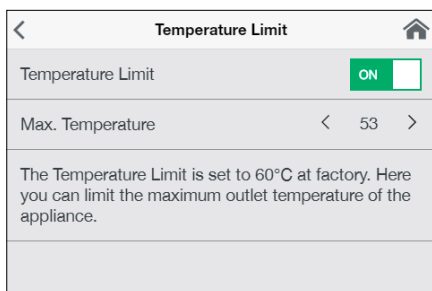 Temperature Limit
Temperature Limit ON
Max. Temperature < 53 >
The Temperature Limit is set to 60°C at factory. Here
you can limit the maximum outlet temperature of the
appliance.